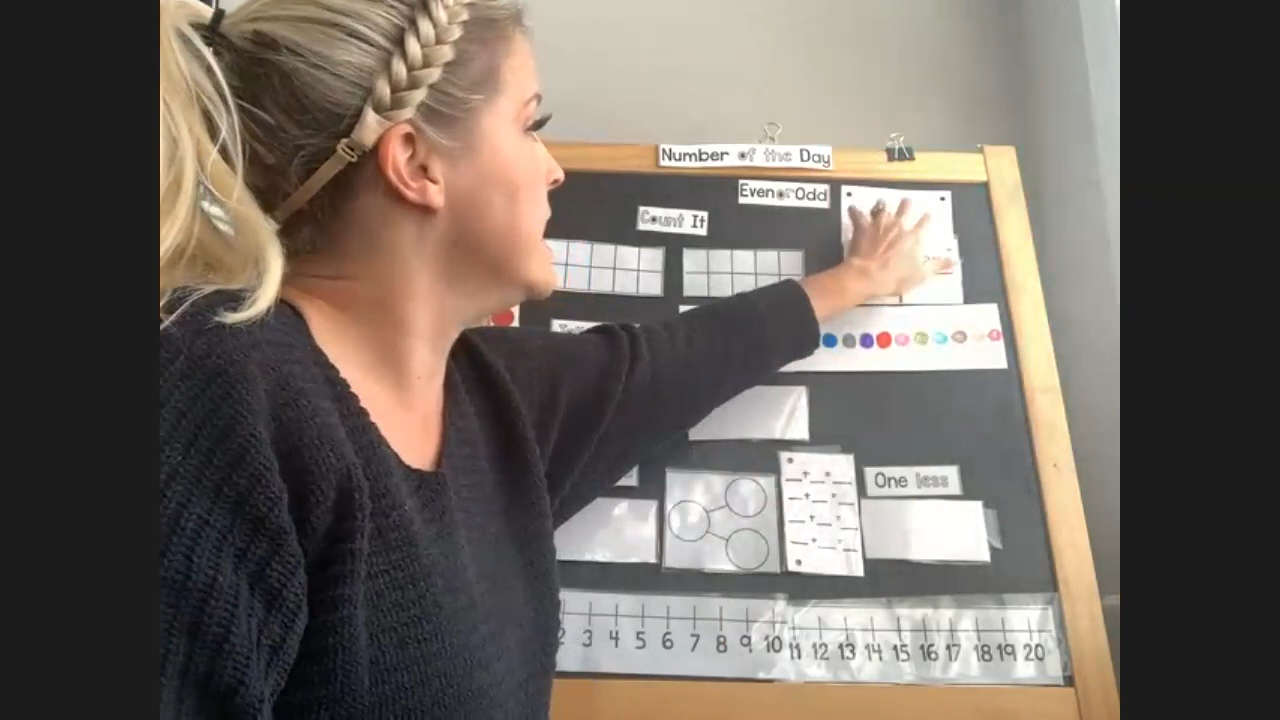 Number of the Day
Even or Odd
Count It
_ + _ = _
_ + _ = _
_ + _ = _
_ + _ = _
One less
2 3 4 5 6 7 8 9 10 11 12 13 14 15 16 17 18 19 20